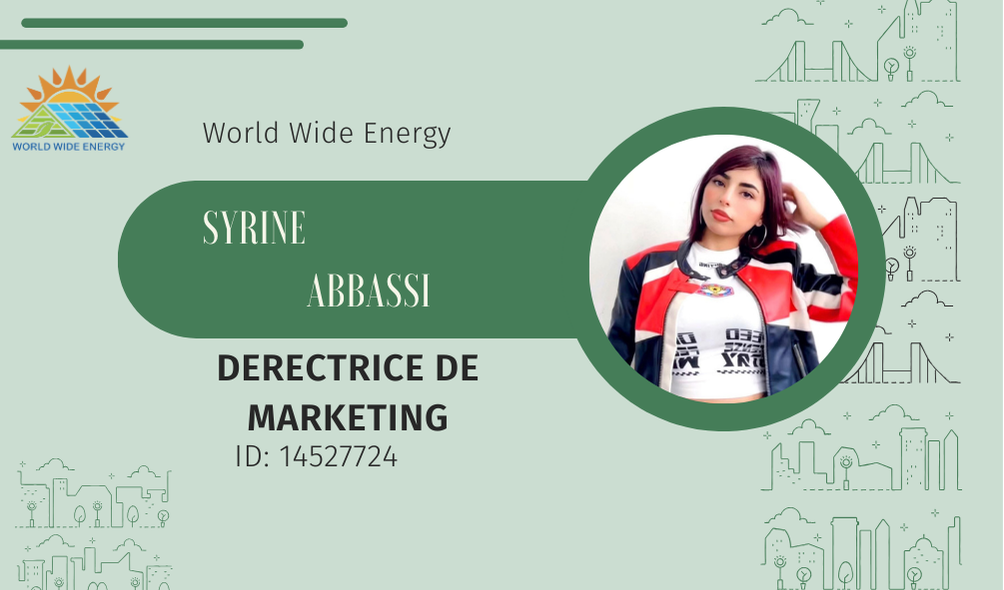 World Wide Energy
WORLD WIDE ENERGY
SYRINE
ABBASSI
DERECTRICE DE
MARKETING
ID: 14527724